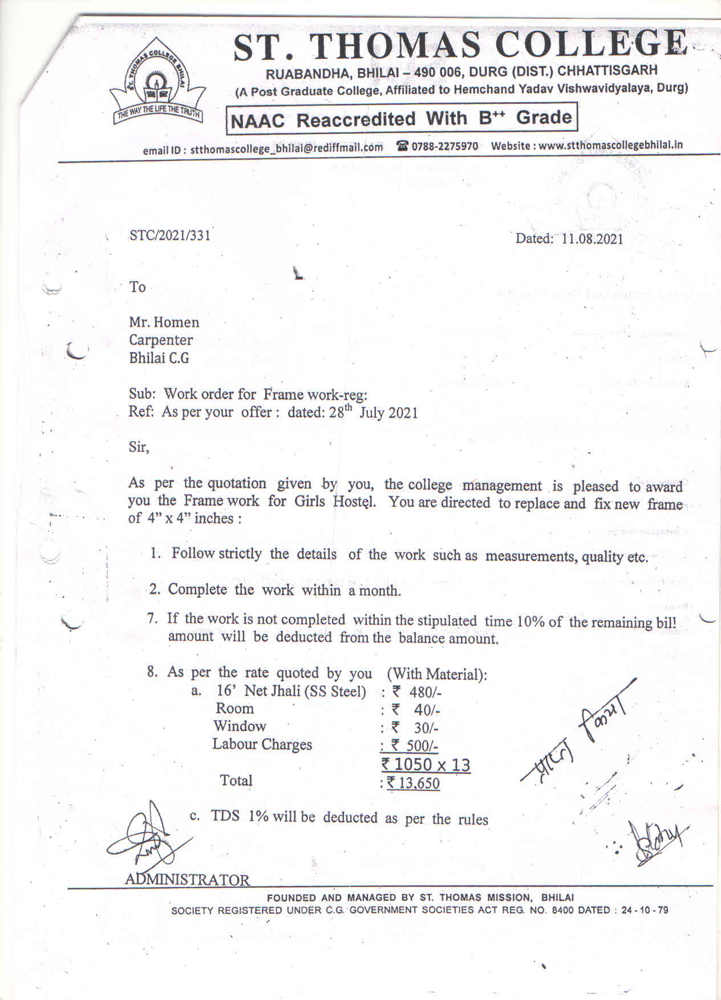 ST. THOMAS COLLEGE BHILAI
THE WAY THE LIFE THE TRUTH
ST. THOMAS COLLEGE
RUABANDHA, BHILAI – 490 006, DURG (DIST.) CHHATTISGARH
(A Post Graduate College, Affiliated to Hemchand Yadav Vishwavidyalaya, Durg)
NAAC Reaccredited With B++ Grade
email ID : stthomascollege_bhilai@rediffmail.com ☎ 0788-2275970 Website : www.stthomascollegebhilai.in
STC/2021/331 Dated: 11.08.2021
To
Mr. Homen
Carpenter
Bhilai C.G
Sub: Work order for Frame work-reg:
Ref: As per your offer : dated: 28th July 2021
Sir,
As per the quotation given by you, the college management is pleased to award
you the Frame work for Girls Hostel. You are directed to replace and fix new frame
of 4” x 4” inches :
1. Follow strictly the details of the work such as measurements, quality etc.
2. Complete the work within a month.
7. If the work is not completed within the stipulated time 10% of the remaining bill
amount will be deducted from the balance amount.
8. As per the rate quoted by you (With Material):
a. 16’ Net Jhali (SS Steel) : ₹ 480/-
Room : ₹ 40/-
Window : ₹ 30/-
Labour Charges : ₹ 500/-
₹ 1050 x 13
Total : ₹ 13,650
प्राप्त किया
c. TDS 1% will be deducted as per the rules
ADMINISTRATOR
FOUNDED AND MANAGED BY ST. THOMAS MISSION, BHILAI
SOCIETY REGISTERED UNDER C.G. GOVERNMENT SOCIETIES ACT REG. NO. 8400 DATED : 24-10-79